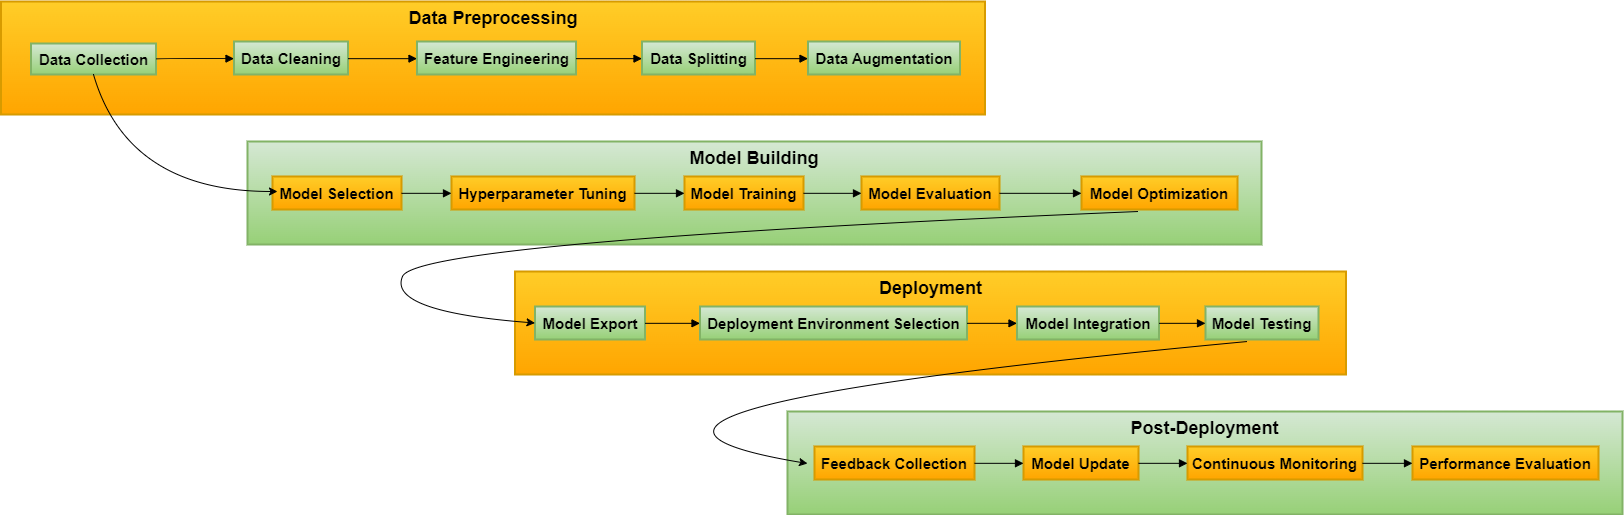 Data Preprocessing
Data Collection
Data Cleaning
Feature Engineering
Data Splitting
Data Augmentation
Model Building
Model Selection
Hyperparameter Tuning
Model Training
Model Evaluation
Model Optimization
Deployment
Model Export
Deployment Environment Selection
Model Integration
Model Testing
Post-Deployment
Feedback Collection
Model Update
Continuous Monitoring
Performance Evaluation